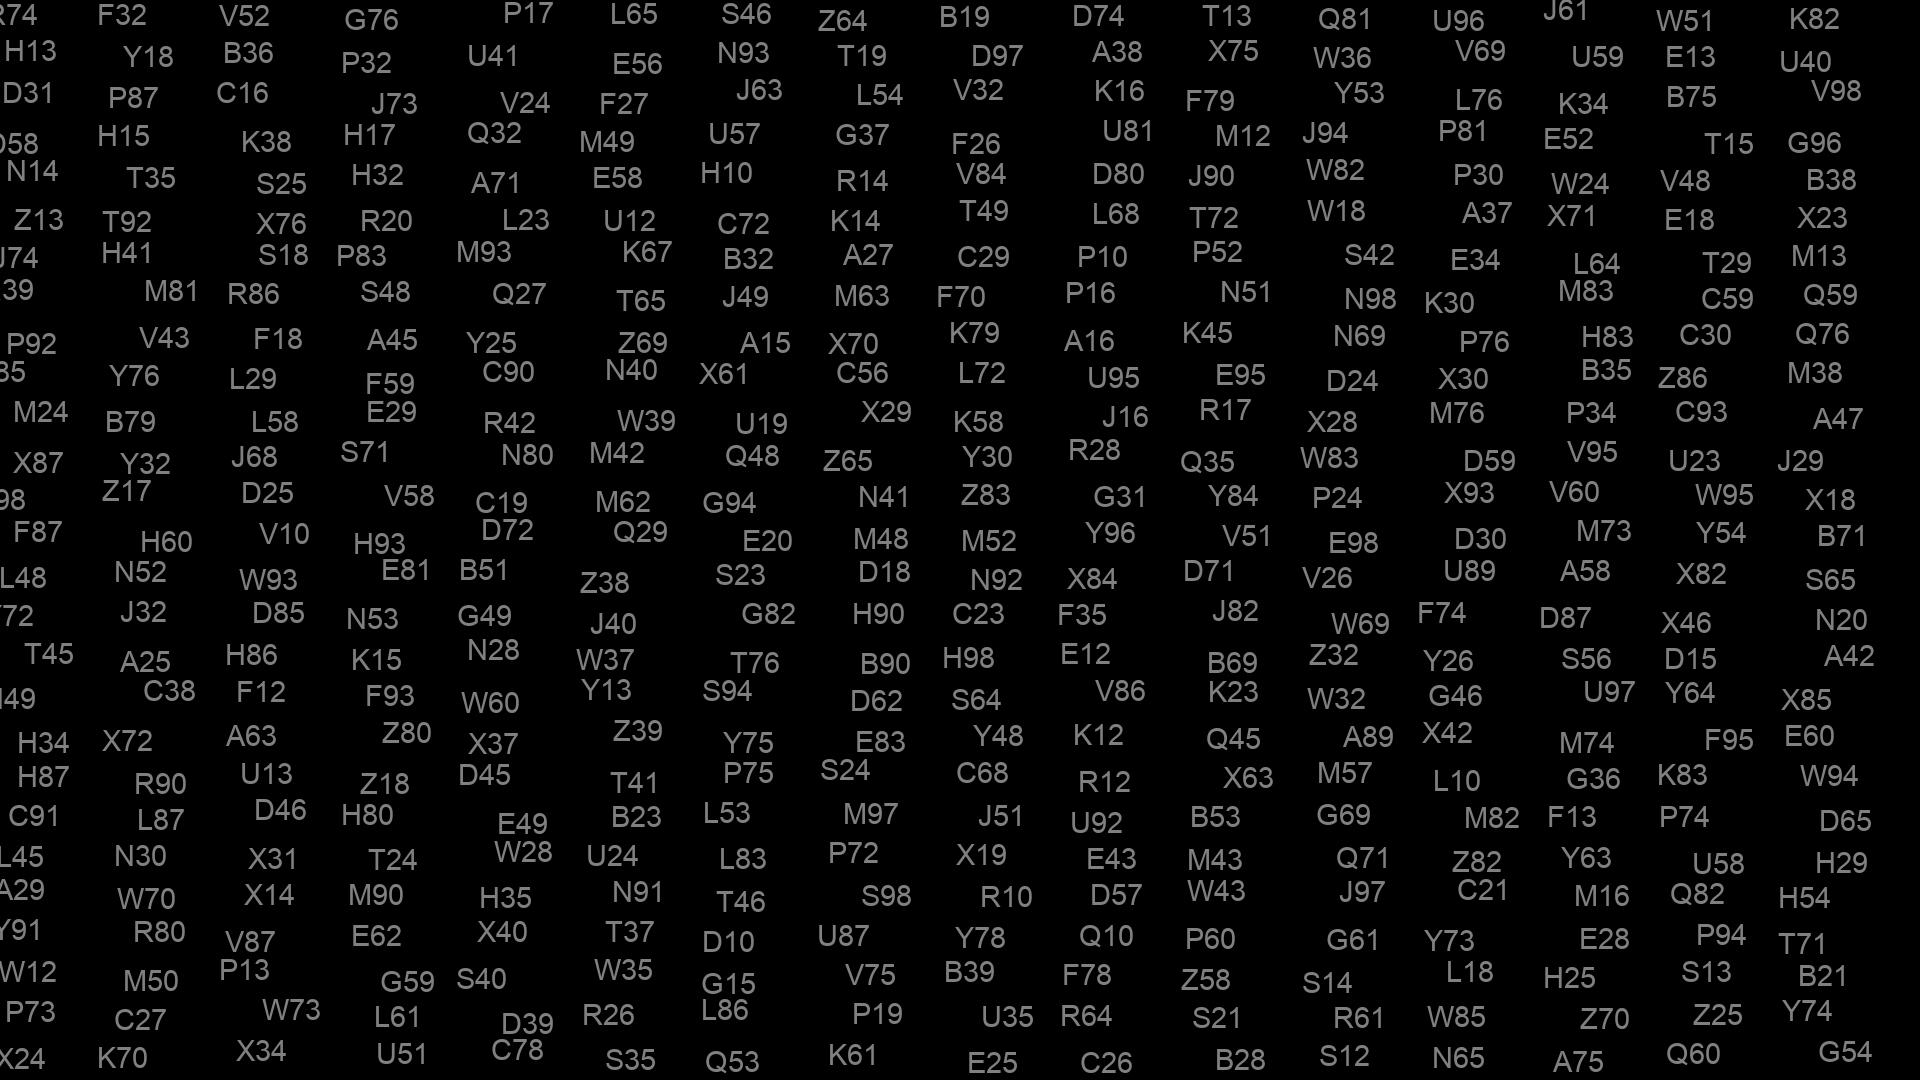 F32 V52 G76 P17 L65 S46 Z64 B19 D74 T13 Q81 U96 J61 W51 K82
H13 Y18 B36 P32 U41 E56 N93 T19 D97 A38 X75 W36 V69 U59 E13 U40
D31 P87 C16 J73 V24 F27 J63 L54 V32 K16 F79 Y53 L76 K34 B75 V98
H15 K38 H17 Q32 M49 U57 G37 F26 U81 M12 J94 P81 E52 T15 G96
N14 T35 S25 H32 A71 E58 H10 R14 V84 D80 J90 W82 P30 W24 V48 B38
Z13 T92 X76 R20 L23 U12 C72 K14 T49 L68 T72 W18 A37 X71 E18 X23
J74 H41 S18 P83 M93 K67 B32 A27 C29 P10 P52 S42 E34 L64 T29 M13
39 M81 R86 S48 Q27 T65 J49 M63 F70 P16 N51 N98 K30 M83 C59 Q59
P92 V43 F18 A45 Y25 Z69 A15 X70 K79 A16 K45 N69 P76 H83 C30 Q76
35 Y76 L29 F59 C90 N40 X61 C56 L72 U95 E95 D24 X30 B35 Z86 M38
M24 B79 L58 E29 R42 W39 U19 X29 K58 J16 R17 X28 M76 P34 C93 A47
X87 Y32 J68 S71 N80 M42 Q48 Z65 Y30 R28 Q35 W83 D59 V95 U23 J29
98 Z17 D25 V58 C19 M62 G94 N41 Z83 G31 Y84 P24 X93 V60 W95 X18
F87 H60 V10 H93 D72 Q29 E20 M48 M52 Y96 V51 E98 D30 M73 Y54 B71
L48 N52 W93 E81 B51 Z38 S23 D18 N92 X84 D71 V26 U89 A58 X82 S65
72 J32 D85 N53 G49 J40 G82 H90 C23 F35 J82 W69 F74 D87 X46 N20
T45 A25 H86 K15 N28 W37 T76 B90 H98 E12 B69 Z32 Y26 S56 D15 A42
49 C38 F12 F93 W60 Y13 S94 D62 S64 V86 K23 W32 G46 U97 Y64 X85
H34 X72 A63 Z80 X37 Z39 Y75 E83 Y48 K12 Q45 A89 X42 M74 F95 E60
H87 R90 U13 Z18 D45 T41 P75 S24 C68 R12 X63 M57 L10 G36 K83 W94
C91 L87 D46 H80 E49 B23 L53 M97 J51 U92 B53 G69 M82 F13 P74 D65
L45 N30 X31 T24 W28 U24 L83 P72 X19 E43 M43 Q71 Z82 Y63 U58 H29
A29 W70 X14 M90 H35 N91 T46 S98 R10 D57 W43 J97 C21 M16 Q82 H54
Y91 R80 V87 E62 X40 T37 D10 U87 Y78 Q10 P60 G61 Y73 E28 P94 T71
W12 M50 P13 G59 S40 W35 G15 V75 B39 F78 Z58 S14 L18 H25 S13 B21
P73 C27 W73 L61 D39 R26 L86 P19 U35 R64 S21 R61 W85 Z70 Z25 Y74
X24 K70 X34 U51 C78 S35 Q53 K61 E25 C26 B28 S12 N65 A75 Q60 G54